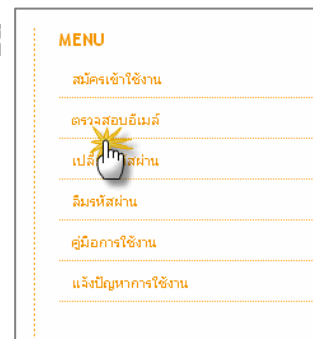 MENU
สมัครเข้าใช้งาน
ตรวจสอบอีเมล์
ลืมรหัสผ่าน
คู่มือการใช้งาน
แจ้งปัญหาการใช้งาน